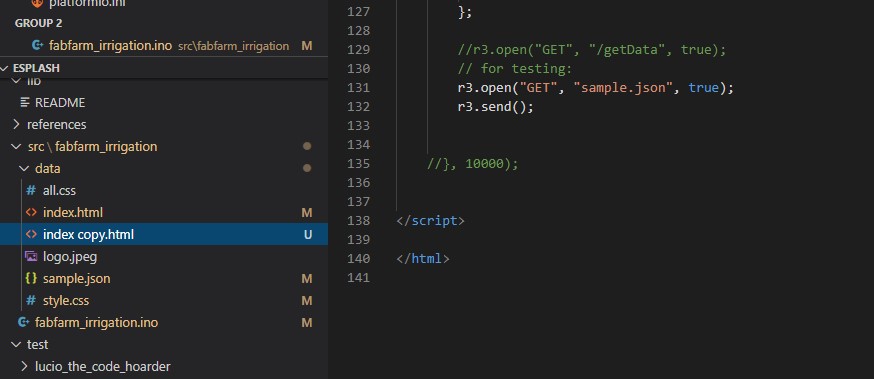 platformio.ini
GROUP 2
fabfarm_irrigation.ino src\fabfarm_irrigation M
ESPLASH
lib
README
references
src \ fabfarm_irrigation
data
# all.css
<> index.html M
<> index copy.html U
logo.jpeg
{} sample.json M
# style.css M
fabfarm_irrigation.ino M
test
lucio_the_code_hoarder
127 };
128
129 //r3.open("GET", "/getData", true);
130 // for testing:
131 r3.open("GET", "sample.json", true);
132 r3.send();
133
134
135 //}, 10000);
136
137
138 </script>
139
140 </html>
141